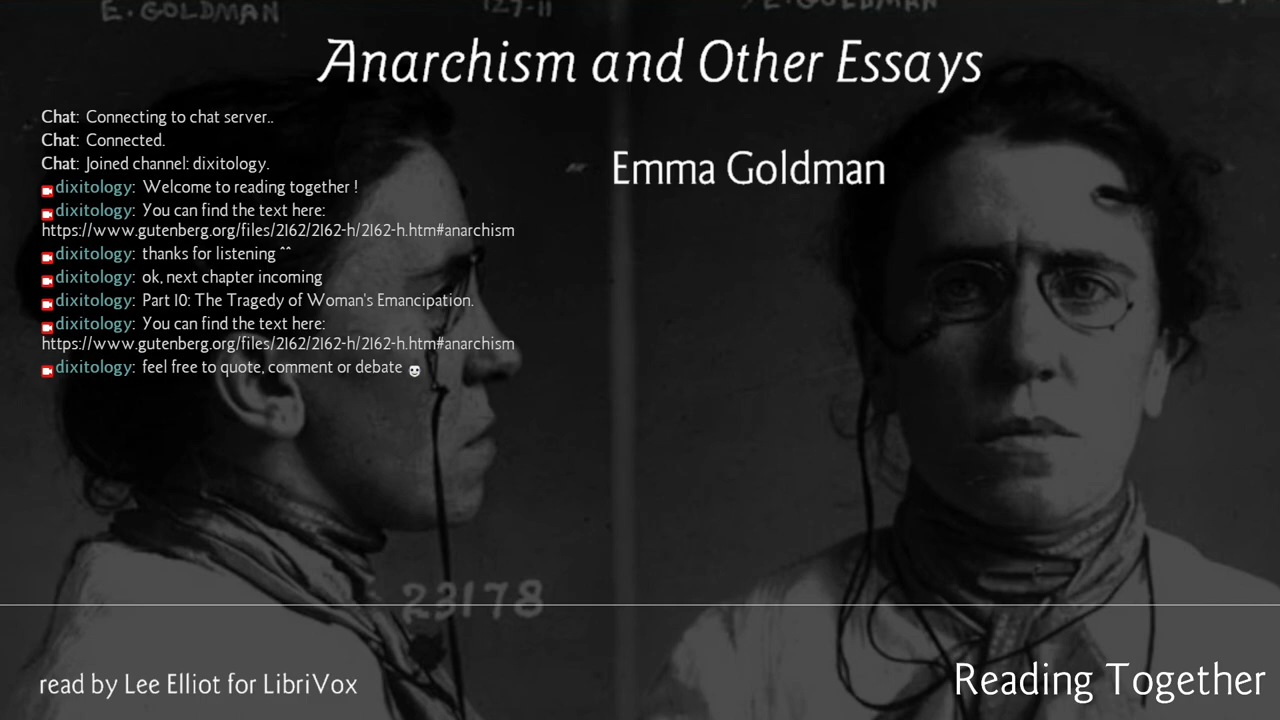 E. GOLDMAN
127-11
E. GOLDMAN
Anarchism and Other Essays
Emma Goldman
Chat: Connecting to chat server..
Chat: Connected.
Chat: Joined channel: dixitology.
dixitology: Welcome to reading together !
dixitology: You can find the text here:
https://www.gutenberg.org/files/2162/2162-h/2162-h.htm#anarchism
dixitology: thanks for listening ^^
dixitology: ok, next chapter incoming
dixitology: Part 10: The Tragedy of Woman's Emancipation.
dixitology: You can find the text here:
https://www.gutenberg.org/files/2162/2162-h/2162-h.htm#anarchism
dixitology: feel free to quote, comment or debate
23178
read by Lee Elliot for LibriVox
Reading Together